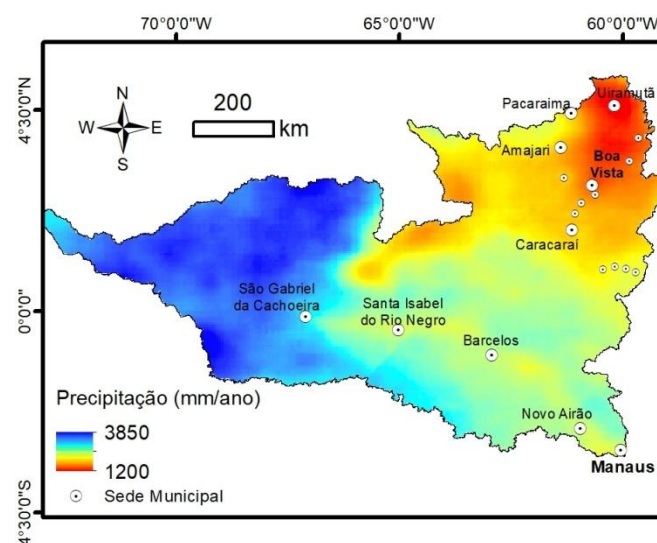 70°0'0"W
65°0'0"W
60°0'0"W
4°30'0"N
0°0'0"
4°30'0"S
N
W
E
S
200
km
Uiramutã
Pacaraima
Amajari
Boa
Vista
Caracaraí
São Gabriel
da Cachoeira
Santa Isabel
do Rio Negro
Barcelos
Novo Airão
Manaus
Precipitação (mm/ano)
3850
1200
Sede Municipal